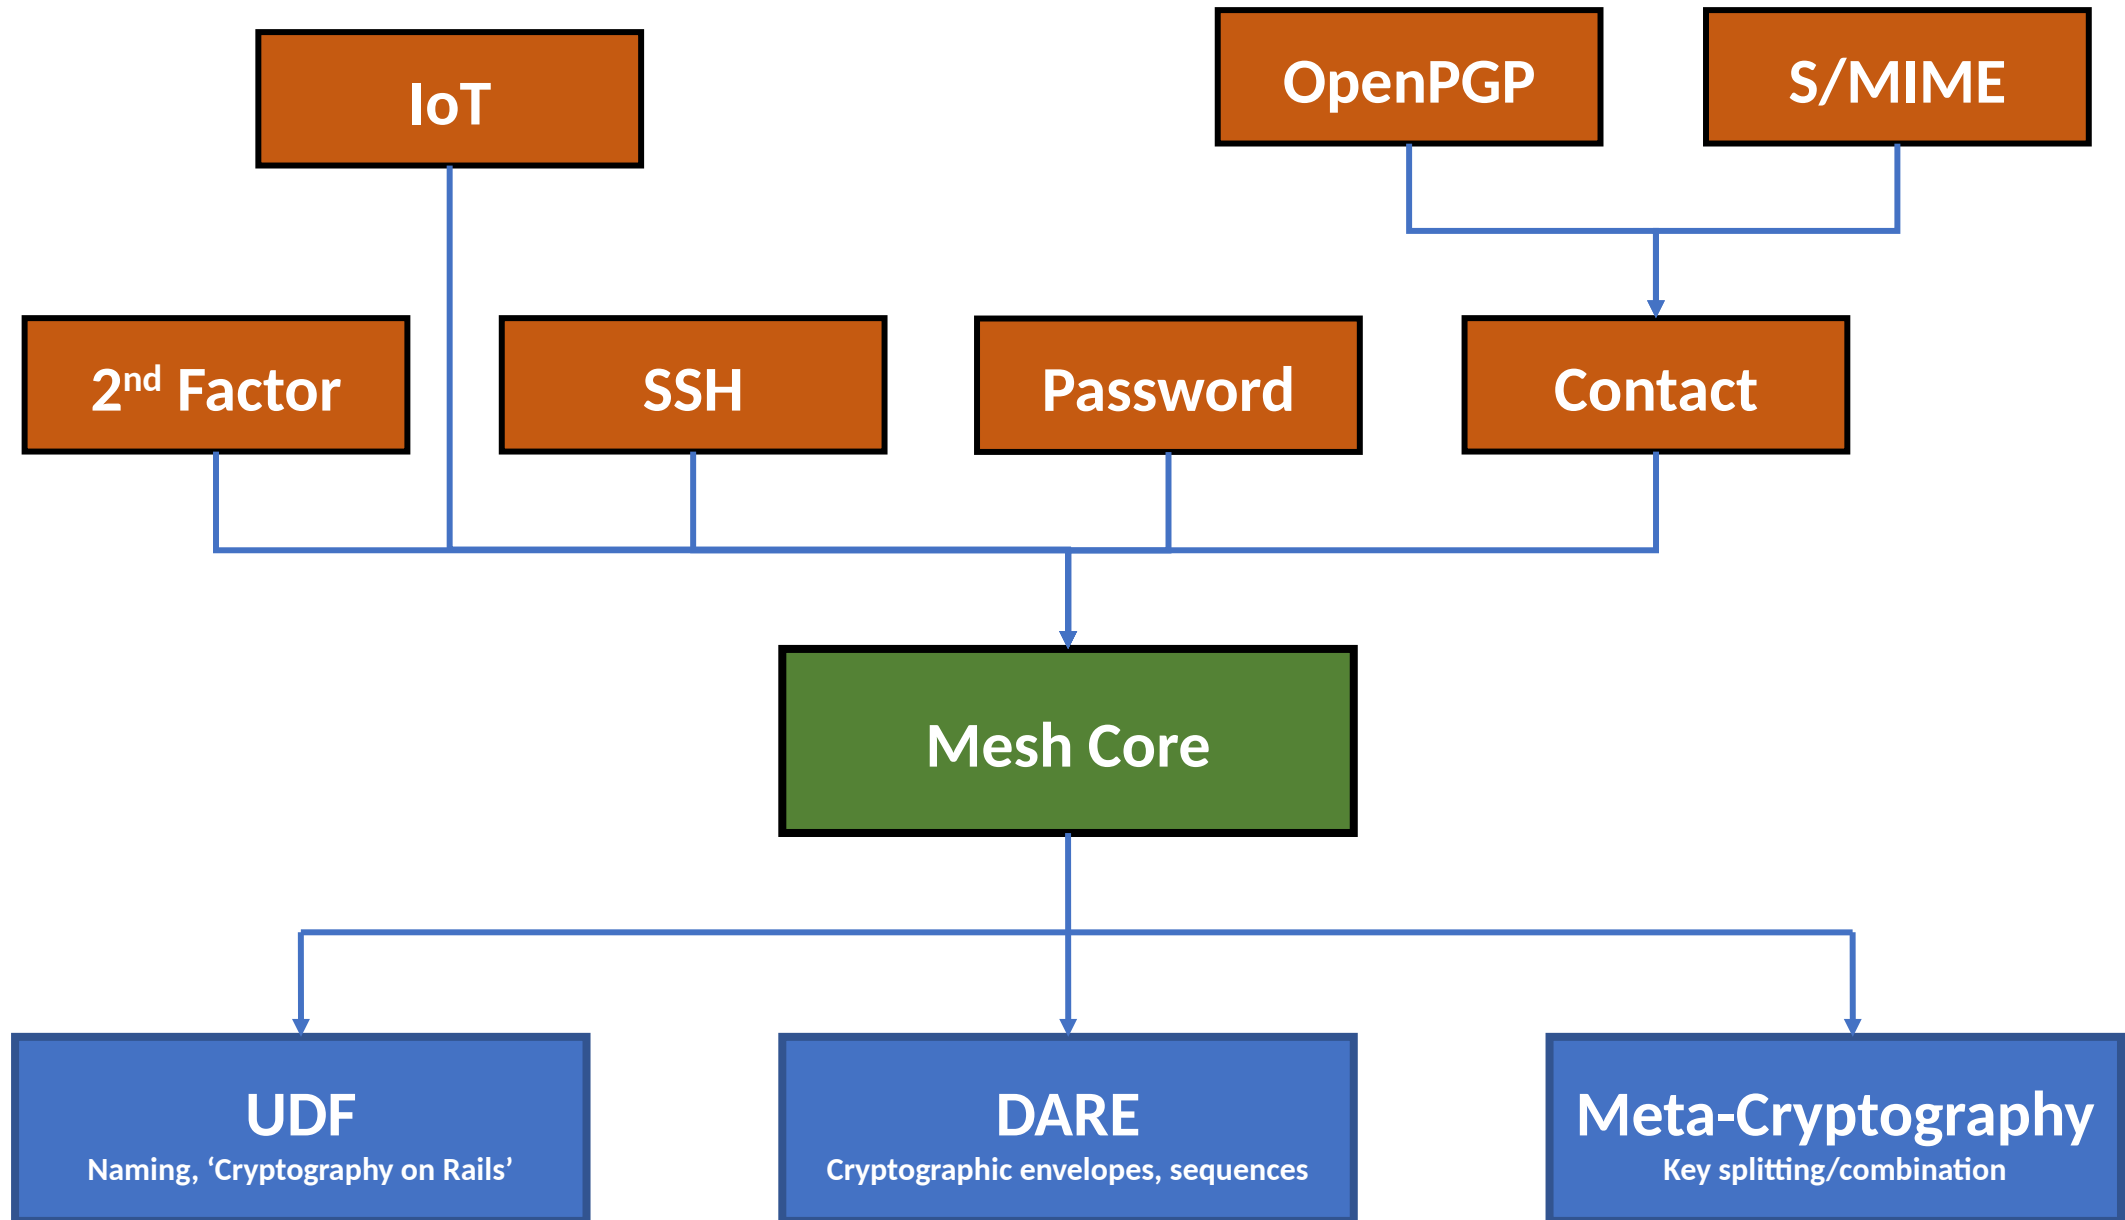 IoT
OpenPGP
S/MIME
2nd Factor
SSH
Password
Contact
Mesh Core
UDF
Naming, ‘Cryptography on Rails’
DARE
Cryptographic envelopes, sequences
Meta-Cryptography
Key splitting/combination